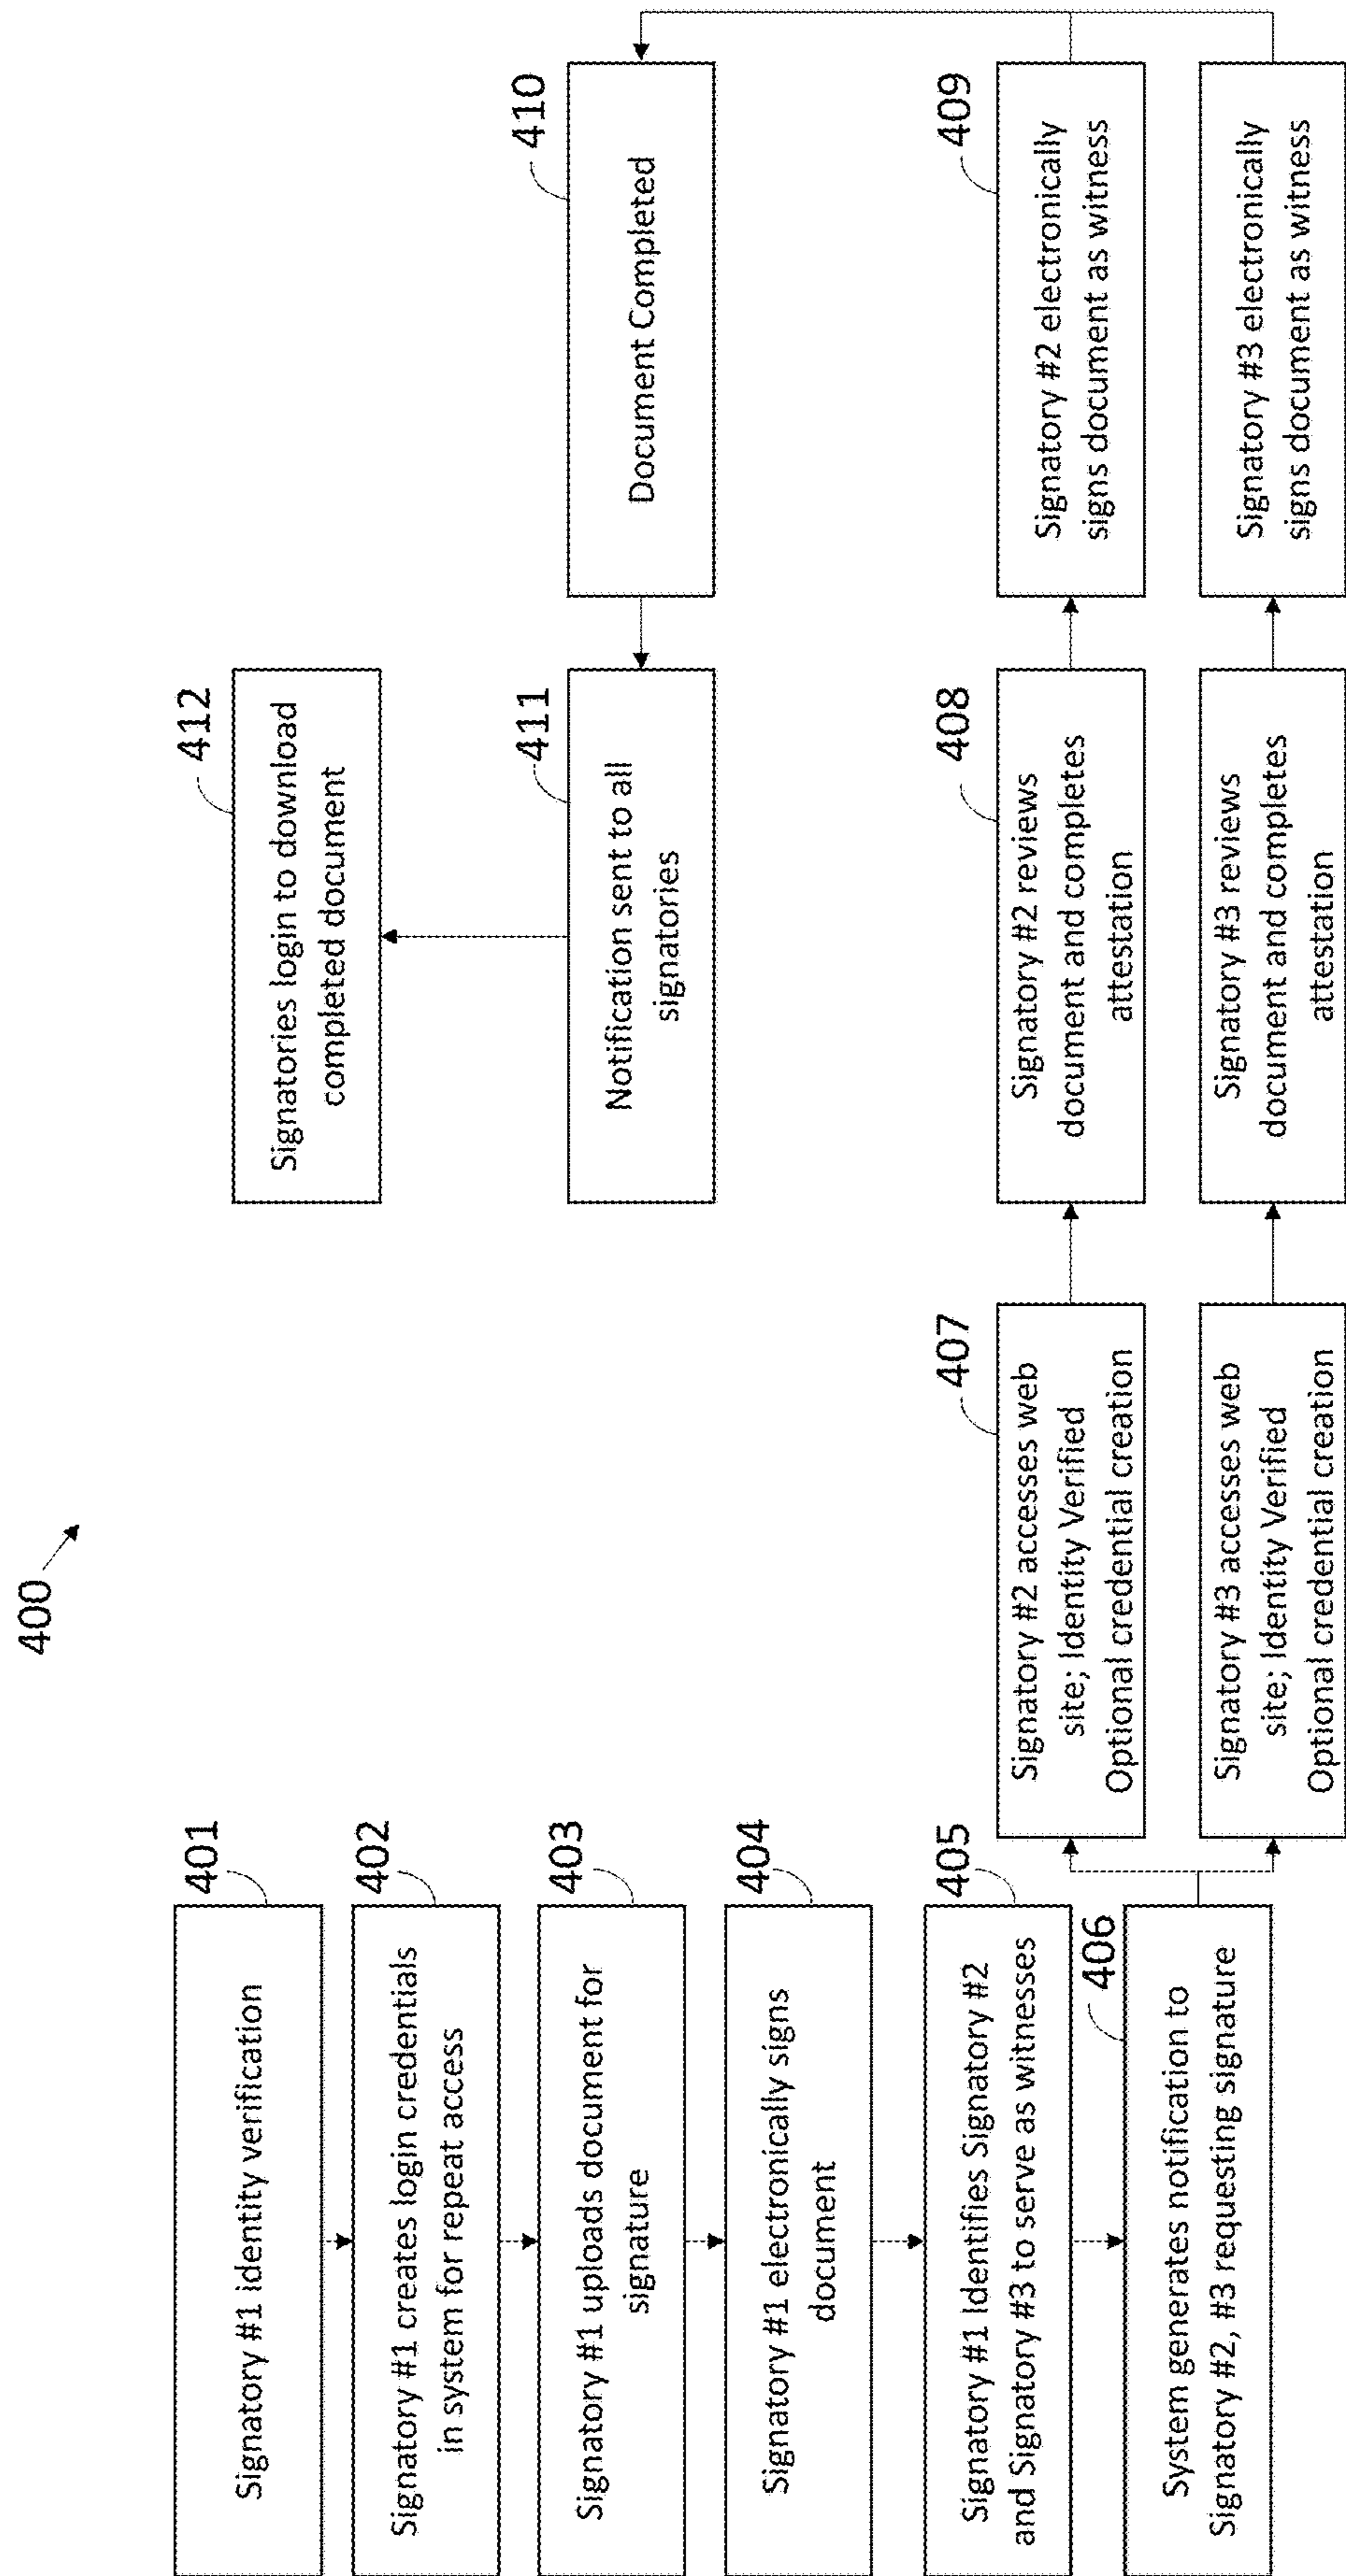 400
401
Signatory #1 identity verification
402
Signatory #1 creates login credentials
in system for repeat access
403
Signatory #1 uploads document for
signature
404
Signatory #1 electronically signs
document
405
Signatory #1 Identifies Signatory #2
and Signatory #3 to serve as witnesses
406
System generates notification to
Signatory #2, #3 requesting signature
407
Signatory #2 accesses web
site; Identity Verified
Optional credential creation
Signatory #3 accesses web
site; Identity Verified
Optional credential creation
408
Signatory #2 reviews
document and completes
attestation
Signatory #3 reviews
document and completes
attestation
409
Signatory #2 electronically
signs document as witness
Signatory #3 electronically
signs document as witness
410
Document Completed
411
Notification sent to all
signatories
412
Signatories login to download
completed document